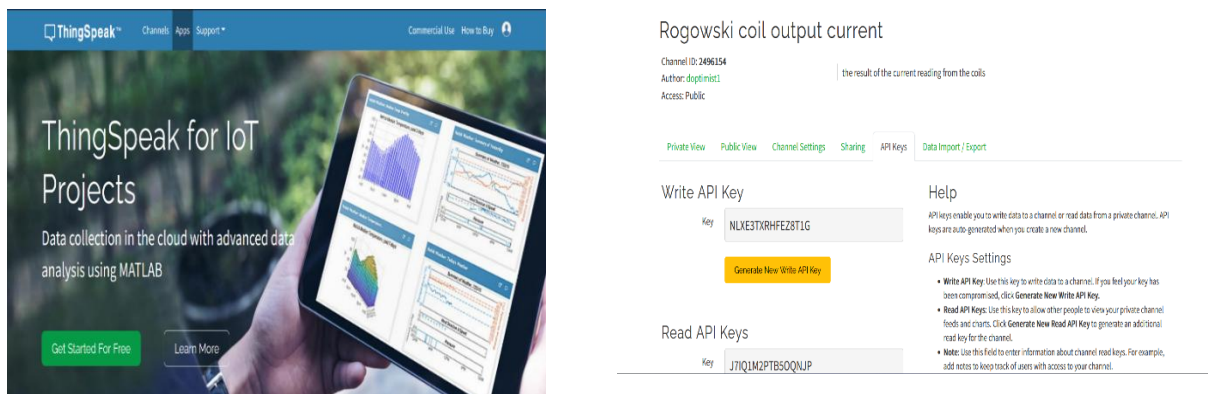 ThingSpeak™ Channels Apps Support Commercial Use How to Buy
ThingSpeak for IoT
Projects
Data collection in the cloud with advanced data
analysis using MATLAB
Get Started For Free Learn More
Rogowski coil output current
Channel ID: 2496154
Author: doptimist1
Access: Public
the result of the current reading from the coils
Private View Public View Channel Settings Sharing API Keys Data Import / Export
Write API Key
Key NLXE3TXRHFEZ8T1G
Generate New Write API Key
Read API Keys
Key J7IQ1M2PTB5OQNJP
Help
API keys enable you to write data to a channel or read data from a private channel. API
keys are auto-generated when you create a new channel.
API Keys Settings
• Write API Key: Use this key to write data to a channel. If you feel your key has
been compromised, click Generate New Write API Key.
• Read API Keys: Use this key to allow other people to view your private channel
feeds and charts. Click Generate New Read API Key to generate an additional
read key for the channel.
• Note: Use this field to enter information about channel read keys. For example,
add notes to keep track of users with access to your channel.